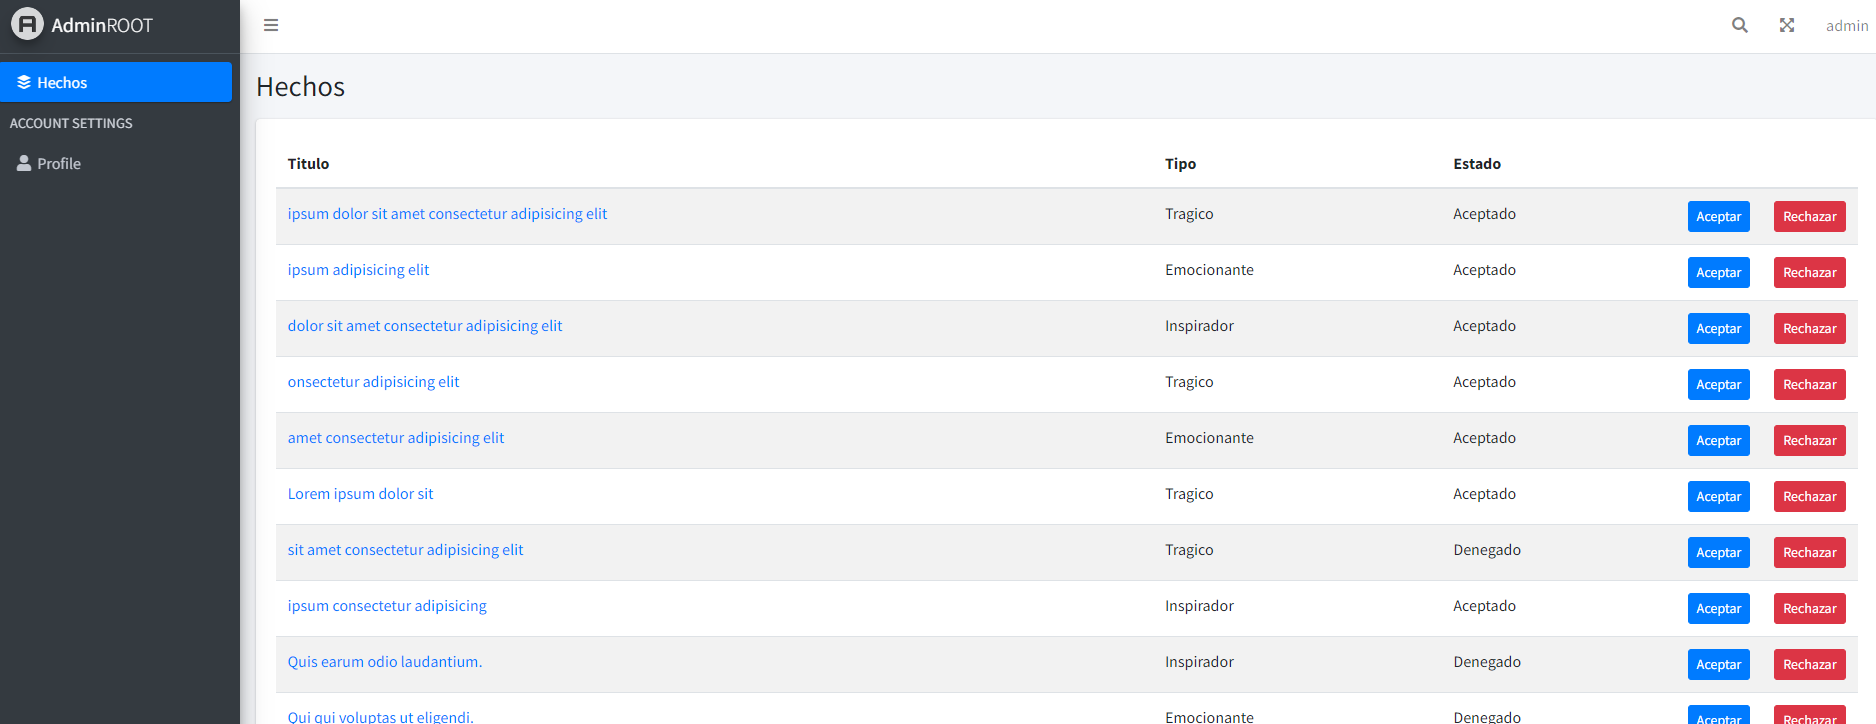 AdminROOT
admin
Hechos
ACCOUNT SETTINGS
Profile
Hechos
Titulo Tipo Estado
ipsum dolor sit amet consectetur adipisicing elit Tragico Aceptado Aceptar Rechazar
ipsum adipisicing elit Emocionante Aceptado Aceptar Rechazar
dolor sit amet consectetur adipisicing elit Inspirador Aceptado Aceptar Rechazar
onsectetur adipisicing elit Tragico Aceptado Aceptar Rechazar
amet consectetur adipisicing elit Emocionante Aceptado Aceptar Rechazar
Lorem ipsum dolor sit Tragico Aceptado Aceptar Rechazar
sit amet consectetur adipisicing elit Tragico Denegado Aceptar Rechazar
ipsum consectetur adipisicing Inspirador Aceptado Aceptar Rechazar
Quis earum odio laudantium. Inspirador Denegado Aceptar Rechazar
Qui qui voluptas ut eligendi. Emocionante Denegado Aceptar Rechazar